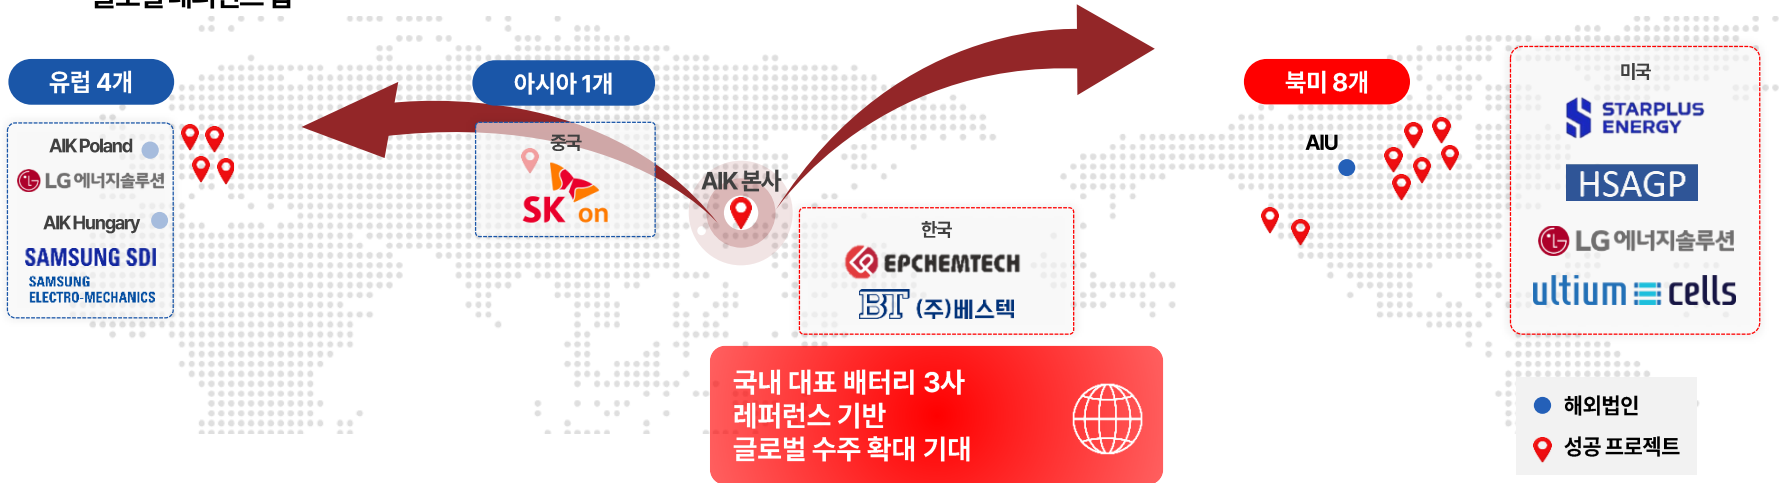 유럽 4개
AIK Poland
LG 에너지솔루션
AIK Hungary
SAMSUNG SDI
SAMSUNG
ELECTRO-MECHANICS
아시아 1개
중국
SK on
AIK 본사
한국
EPCHEMTECH
BT (주)베스텍
국내 대표 배터리 3사
레퍼런스 기반
글로벌 수주 확대 기대
북미 8개
AIU
미국
STARPLUS
ENERGY
HSAGP
LG 에너지솔루션
ultium cells
해외법인
성공 프로젝트